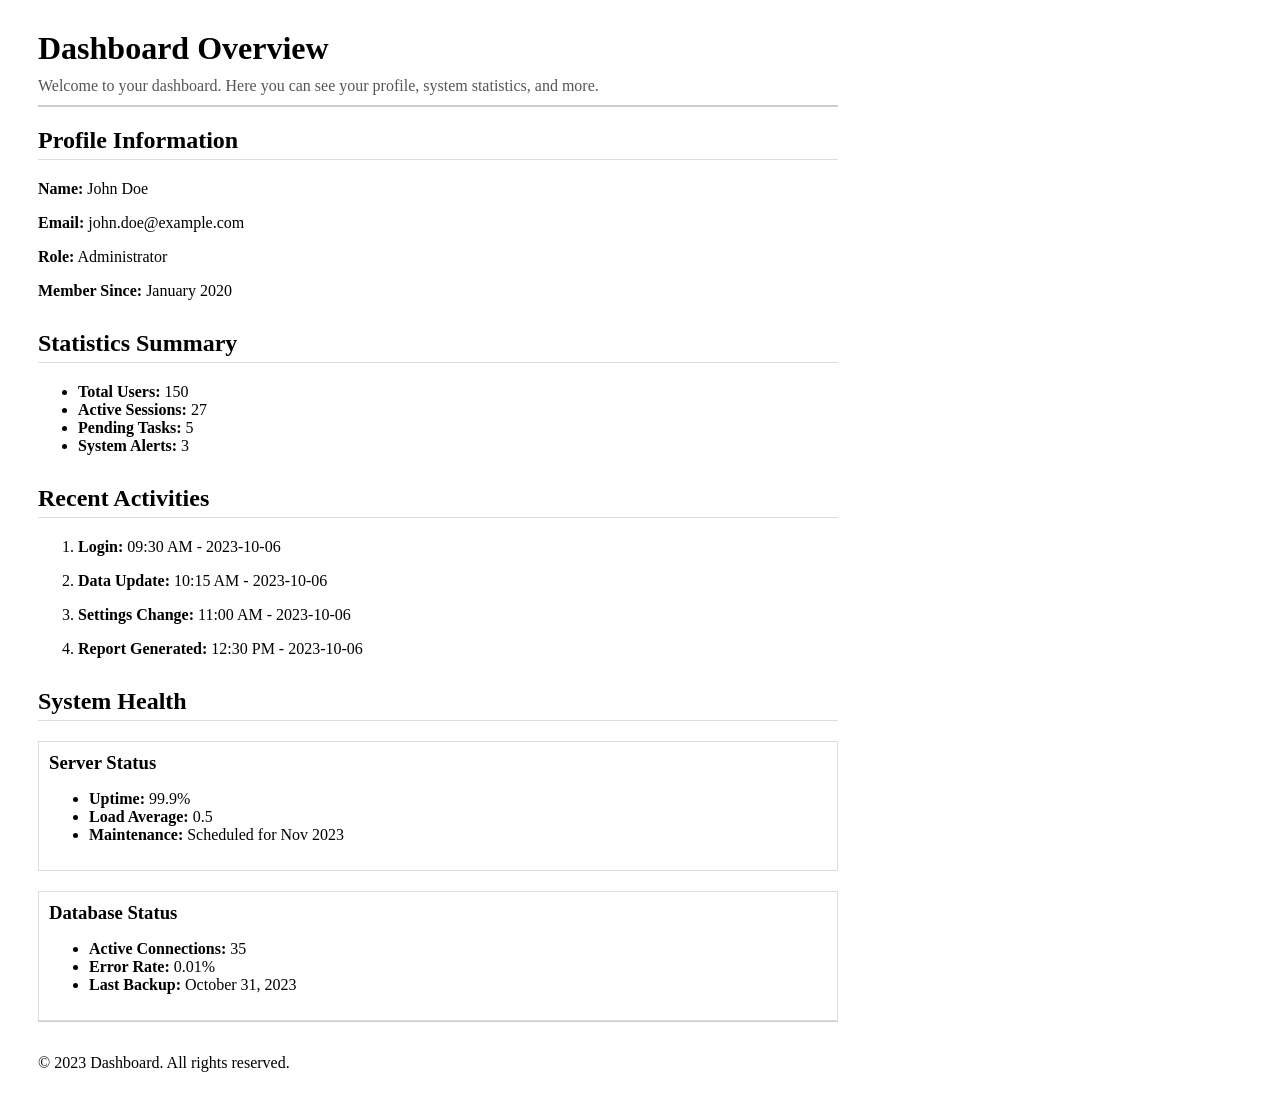 Dashboard Overview
Welcome to your dashboard. Here you can see your profile, system statistics, and more.
Profile Information
Name: John Doe
Email: john.doe@example.com
Role: Administrator
Member Since: January 2020
Statistics Summary
• Total Users: 150
• Active Sessions: 27
• Pending Tasks: 5
• System Alerts: 3
Recent Activities
1. Login: 09:30 AM - 2023-10-06
2. Data Update: 10:15 AM - 2023-10-06
3. Settings Change: 11:00 AM - 2023-10-06
4. Report Generated: 12:30 PM - 2023-10-06
System Health
Server Status
• Uptime: 99.9%
• Load Average: 0.5
• Maintenance: Scheduled for Nov 2023
Database Status
• Active Connections: 35
• Error Rate: 0.01%
• Last Backup: October 31, 2023
© 2023 Dashboard. All rights reserved.